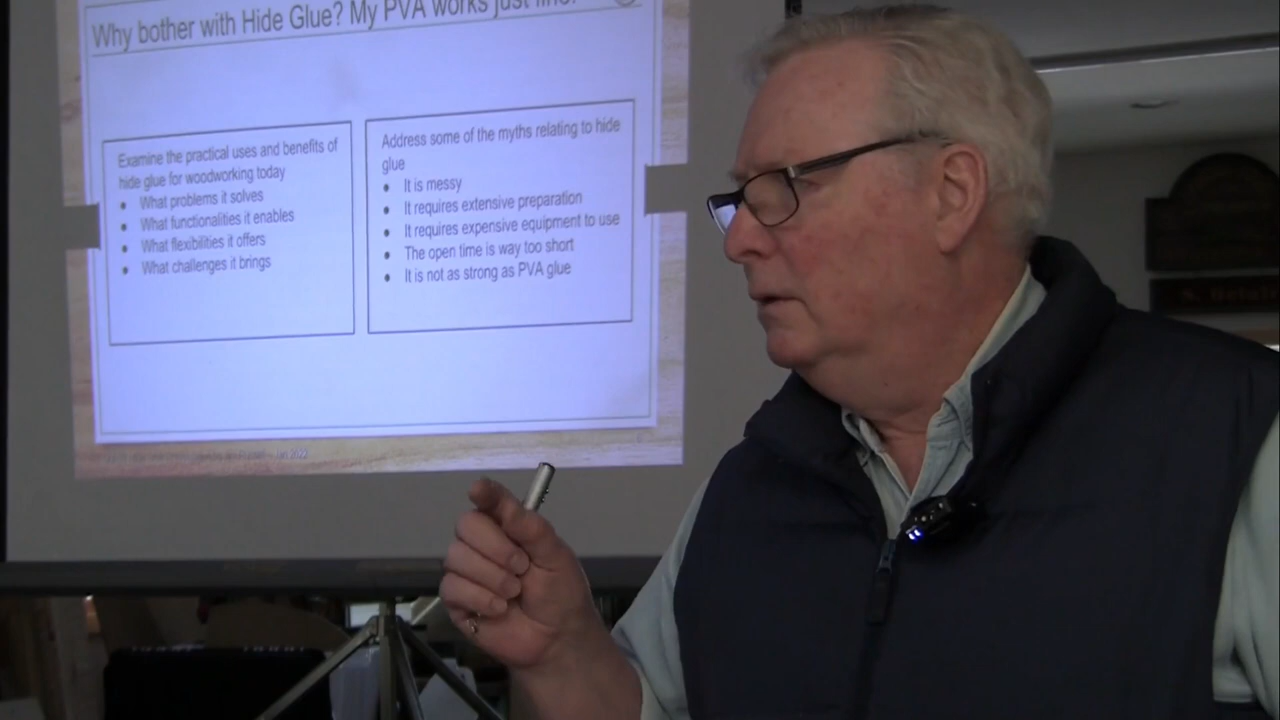 Why bother with Hide Glue? My PVA works just fine.
Examine the practical uses and benefits of
hide glue for woodworking today
• What problems it solves
• What functionalities it enables
• What flexibilities it offers
• What challenges it brings
Address some of the myths relating to hide
glue
• It is messy
• It requires extensive preparation
• It requires expensive equipment to use
• The open time is way too short
• It is not as strong as PVA glue
Jan 2022